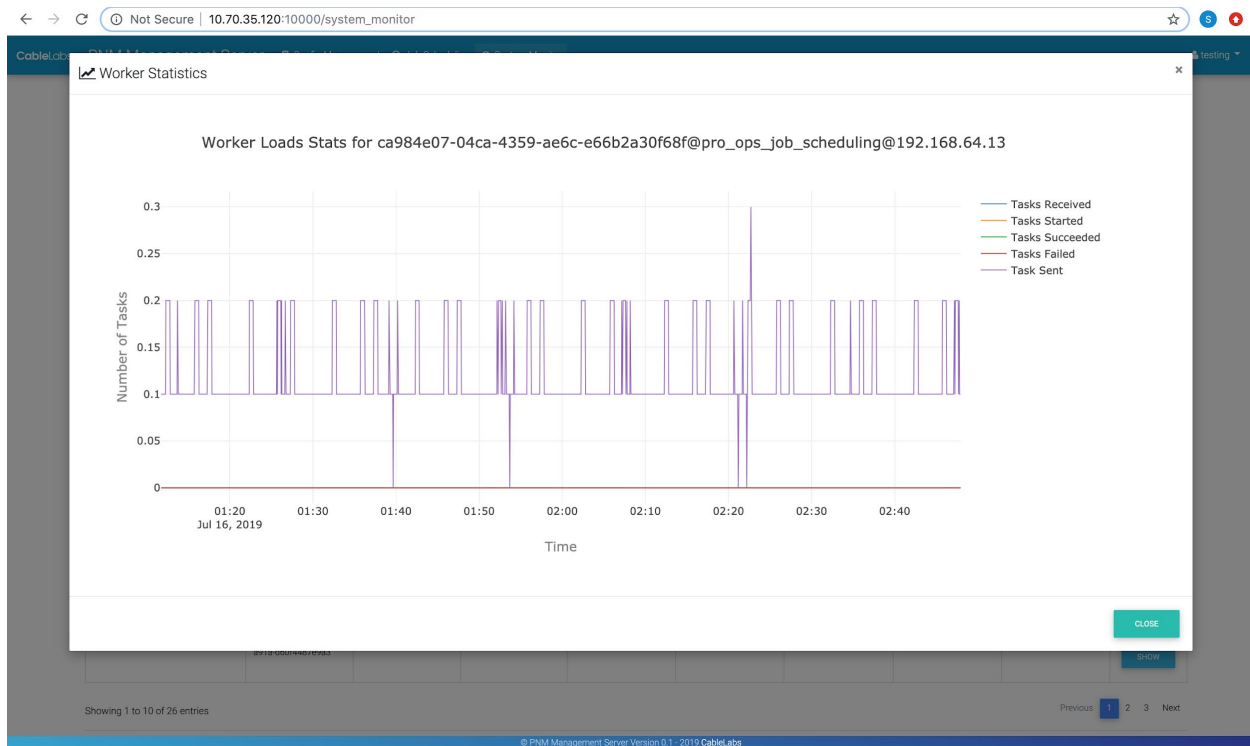 Not Secure | 10.70.35.120:10000/system_monitor
S
CableLabs PNM Management Server
testing
Worker Statistics
×
Worker Loads Stats for ca984e07-04ca-4359-ae6c-e66b2a30f68f@pro_ops_job_scheduling@192.168.64.13
0.3
0.25
0.2
0.15
0.1
0.05
0
Number of Tasks
Tasks Received
Tasks Started
Tasks Succeeded
Tasks Failed
Task Sent
01:20 01:30 01:40 01:50 02:00 02:10 02:20 02:30 02:40
Jul 16, 2019
Time
CLOSE
SHOW
Showing 1 to 10 of 26 entries
Previous 1 2 3 Next
© PNM Management Server Version 0.1 - 2019 CableLabs